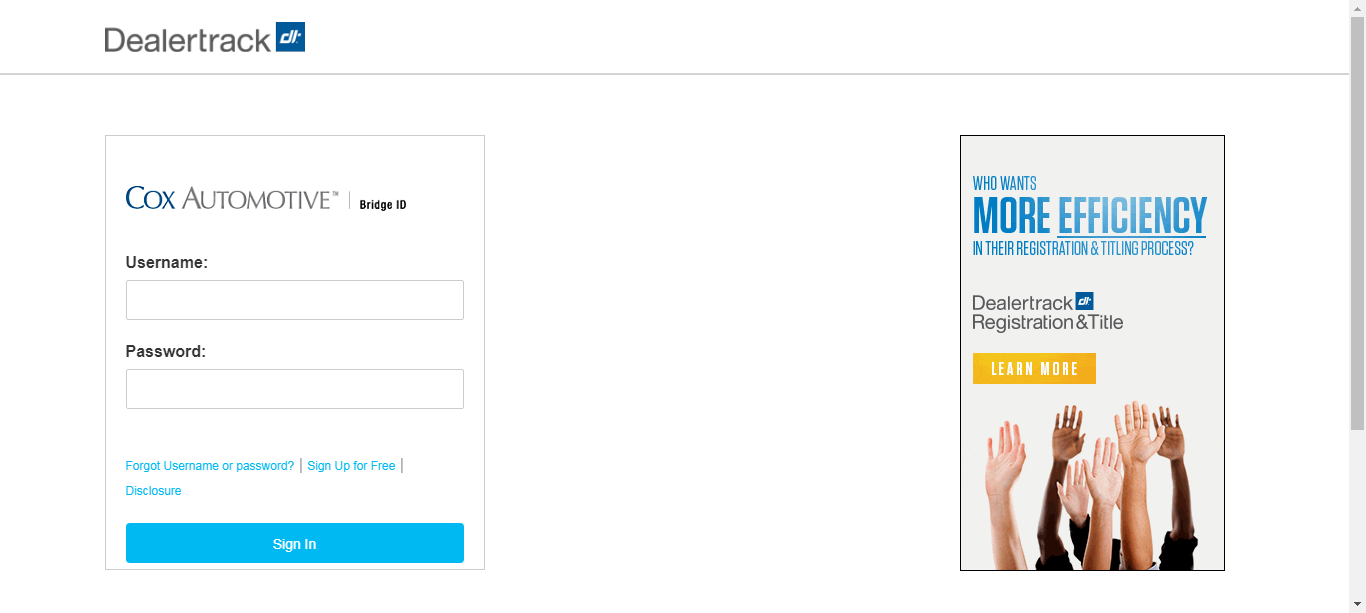 Dealertrack dt
COX AUTOMOTIVE™ | Bridge ID
Username:
Password:
Forgot Username or password? | Sign Up for Free |
Disclosure
Sign In
WHO WANTS
MORE EFFICIENCY
IN THEIR REGISTRATION & TITLING PROCESS?
Dealertrack dt
Registration&Title
LEARN MORE